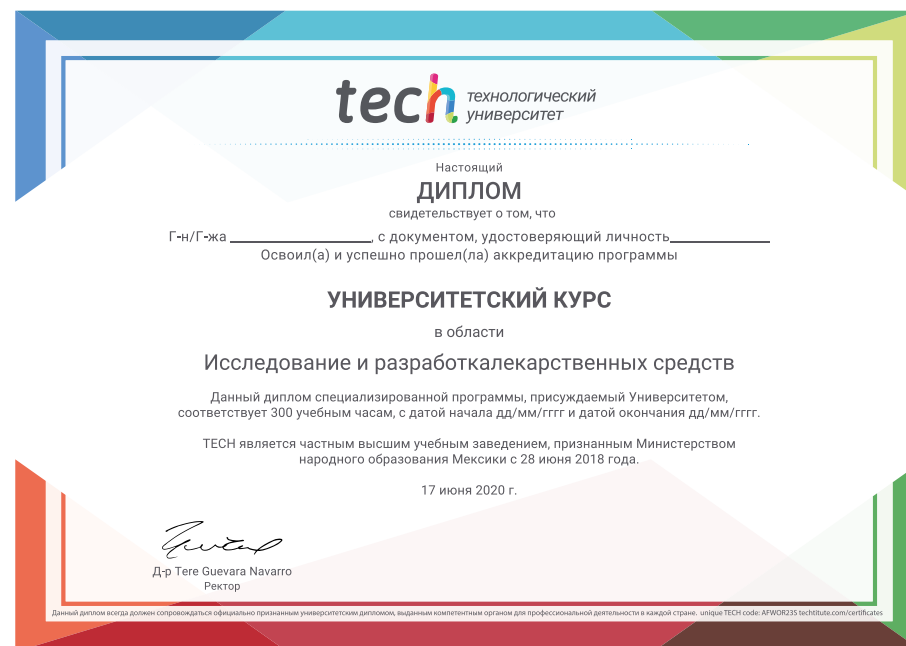 tech технологический
университет
Настоящий
ДИПЛОМ
свидетельствует о том, что
Г-н/Г-жа ____________________, с документом, удостоверяющий личность______________
Освоил(а) и успешно прошел(ла) аккредитацию программы
УНИВЕРСИТЕТСКИЙ КУРС
в области
Исследование и разработкалекарственных средств
Данный диплом специализированной программы, присуждаемый Университетом,
соответствует 300 учебным часам, с датой начала дд/мм/гггг и датой окончания дд/мм/гггг.
TECH является частным высшим учебным заведением, признанным Министерством
народного образования Мексики с 28 июня 2018 года.
17 июня 2020 г.
Д-р Tere Guevara Navarro
Ректор
Данный диплом всегда должен сопровождаться официально признанным университетским дипломом, выданным компетентным органом для профессиональной деятельности в каждой стране. unique TECH code: AFWOR23S techtitute.com/certificates